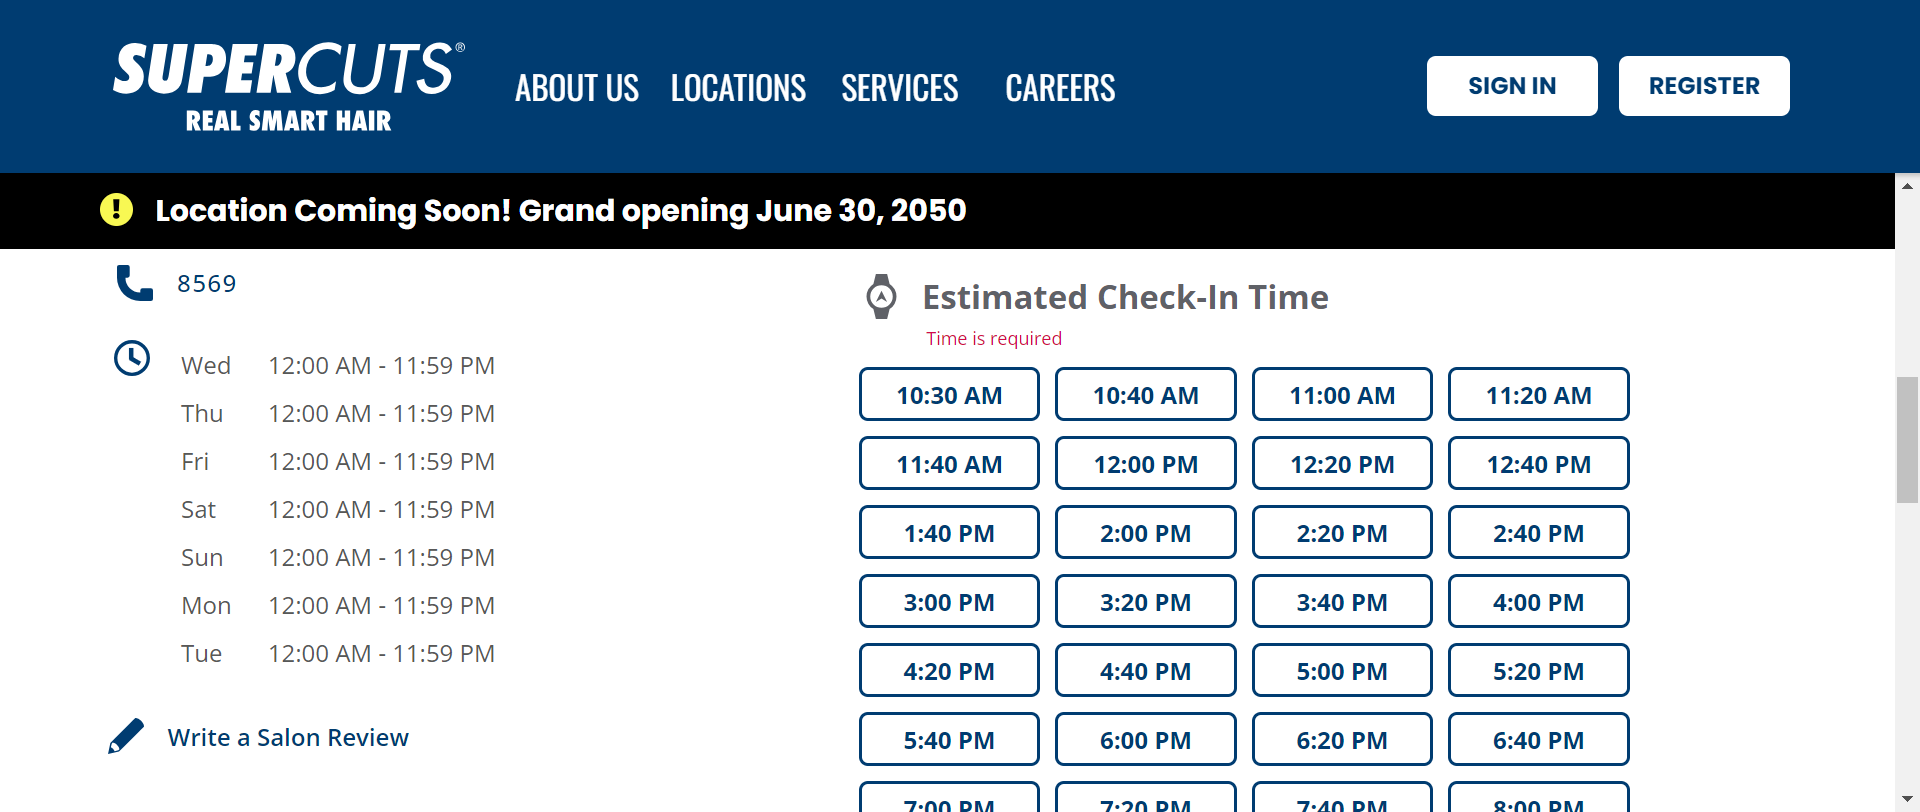 SUPERCUTS®
REAL SMART HAIR
ABOUT US
LOCATIONS
SERVICES
CAREERS
SIGN IN
REGISTER
Location Coming Soon! Grand opening June 30, 2050
8569
Wed 12:00 AM - 11:59 PM
Thu 12:00 AM - 11:59 PM
Fri 12:00 AM - 11:59 PM
Sat 12:00 AM - 11:59 PM
Sun 12:00 AM - 11:59 PM
Mon 12:00 AM - 11:59 PM
Tue 12:00 AM - 11:59 PM
Write a Salon Review
Estimated Check-In Time
Time is required
10:30 AM 10:40 AM 11:00 AM 11:20 AM
11:40 AM 12:00 PM 12:20 PM 12:40 PM
1:40 PM 2:00 PM 2:20 PM 2:40 PM
3:00 PM 3:20 PM 3:40 PM 4:00 PM
4:20 PM 4:40 PM 5:00 PM 5:20 PM
5:40 PM 6:00 PM 6:20 PM 6:40 PM
7:00 PM 7:20 PM 7:40 PM 8:00 PM